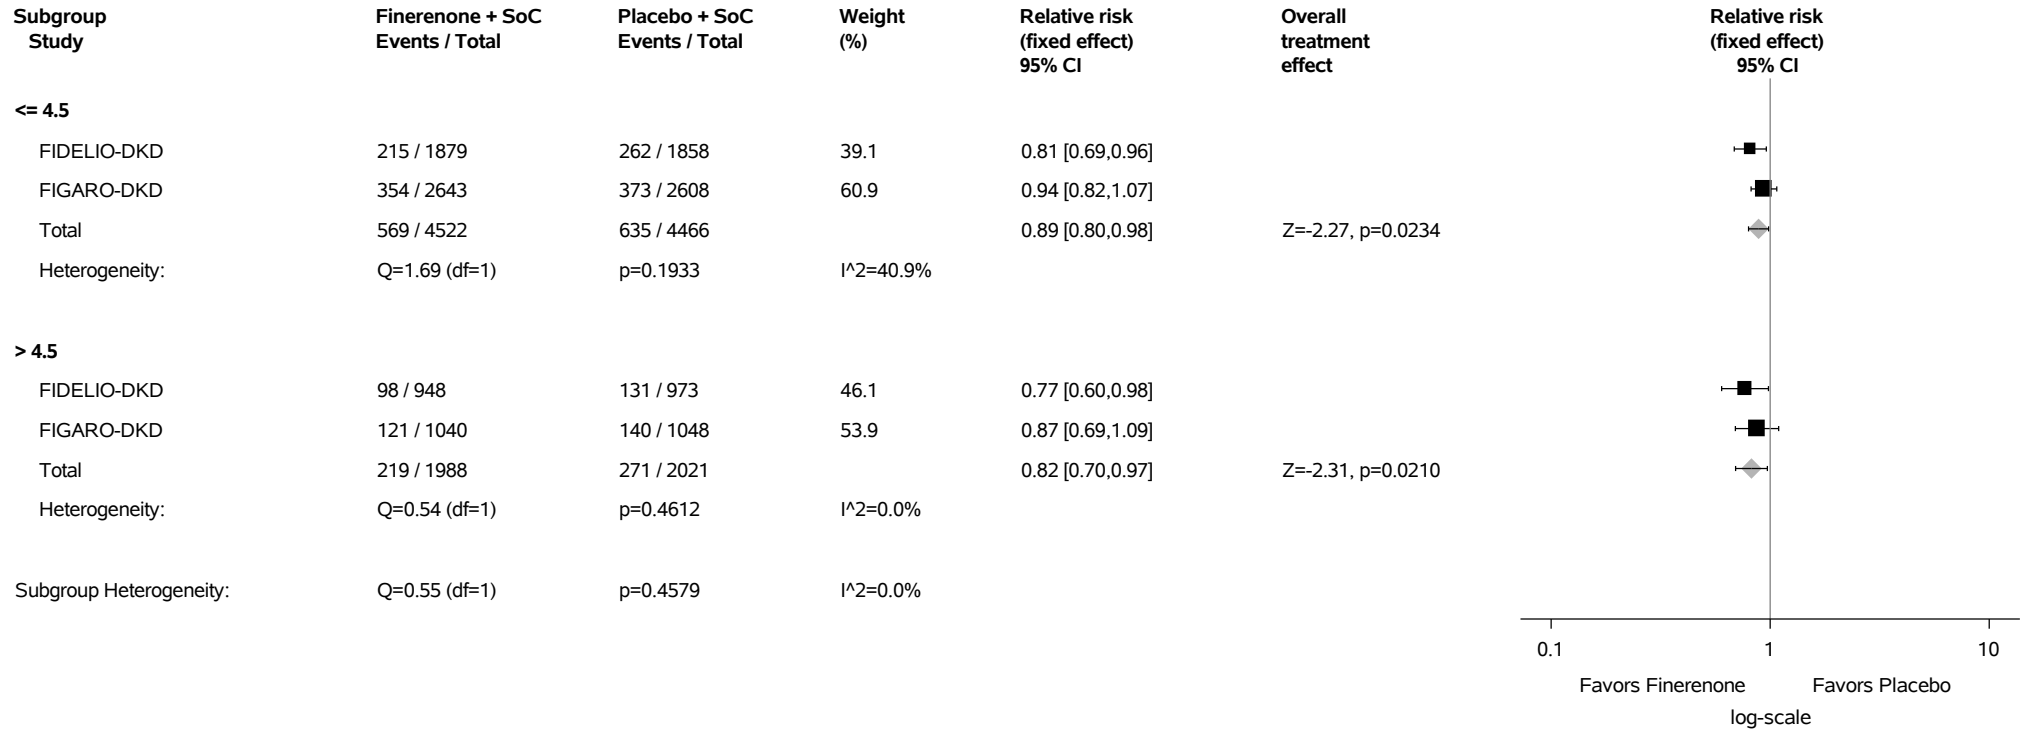 Subgroup Finerenone + SoC Placebo + SoC Weight Relative risk Overall Relative risk
Study Events / Total Events / Total (%) (fixed effect) treatment (fixed effect)
95% CI effect 95% CI
<= 4.5
FIDELIO-DKD 215 / 1879 262 / 1858 39.1 0.81 [0.69,0.96]
FIGARO-DKD 354 / 2643 373 / 2608 60.9 0.94 [0.82,1.07]
Total 569 / 4522 635 / 4466 0.89 [0.80,0.98] Z=-2.27, p=0.0234
Heterogeneity: Q=1.69 (df=1) p=0.1933 I^2=40.9%
> 4.5
FIDELIO-DKD 98 / 948 131 / 973 46.1 0.77 [0.60,0.98]
FIGARO-DKD 121 / 1040 140 / 1048 53.9 0.87 [0.69,1.09]
Total 219 / 1988 271 / 2021 0.82 [0.70,0.97] Z=-2.31, p=0.0210
Heterogeneity: Q=0.54 (df=1) p=0.4612 I^2=0.0%
Subgroup Heterogeneity: Q=0.55 (df=1) p=0.4579 I^2=0.0%
0.1 1 10
Favors Finerenone Favors Placebo
log-scale